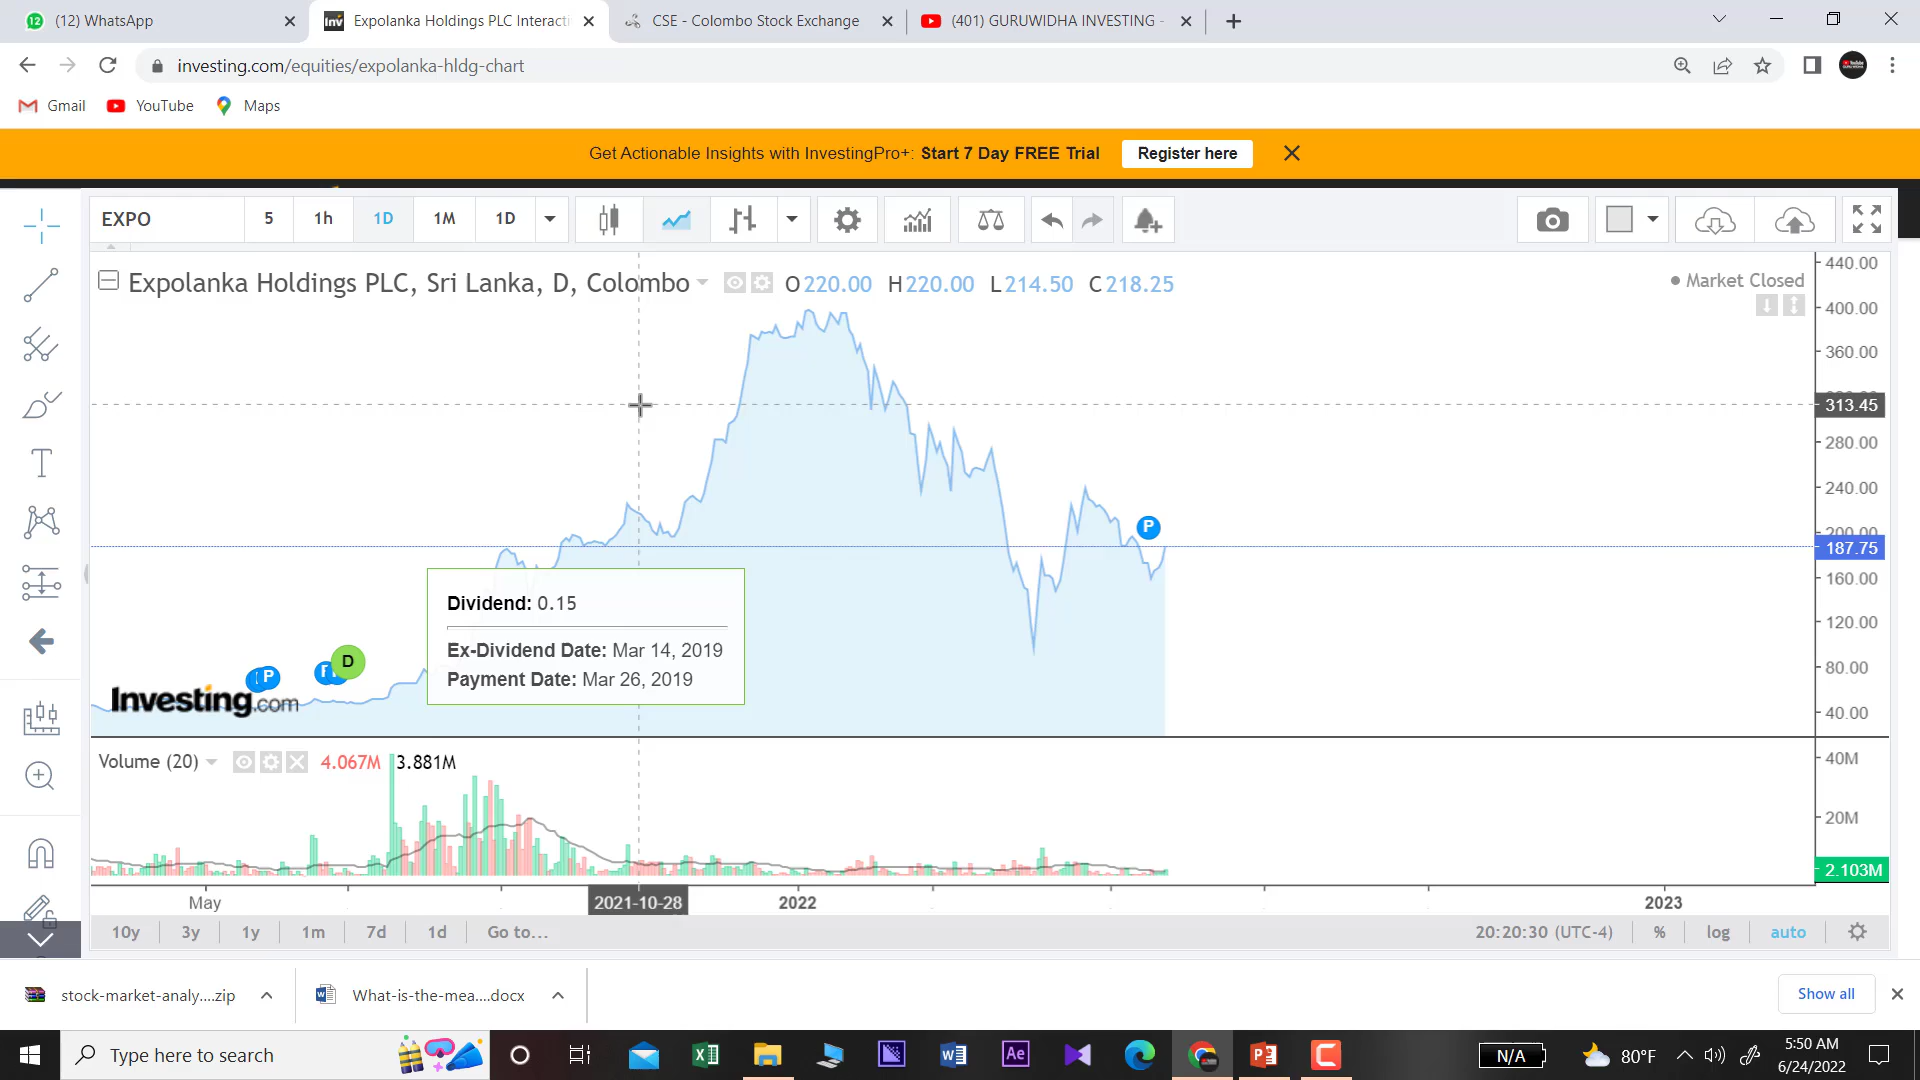 (12) WhatsApp
Expolanka Holdings PLC Interacti
CSE - Colombo Stock Exchange
(401) GURUWIDHA INVESTING -
investing.com/equities/expolanka-hldg-chart
Gmail YouTube Maps
Get Actionable Insights with InvestingPro+: Start 7 Day FREE Trial Register here
EXPO 5 1h 1D 1M 1D
Expolanka Holdings PLC, Sri Lanka, D, Colombo O220.00 H220.00 L214.50 C218.25
Market Closed
440.00
400.00
360.00
313.45
280.00
240.00
200.00
187.75
160.00
120.00
80.00
40.00
P
Dividend: 0.15
Ex-Dividend Date: Mar 14, 2019
Payment Date: Mar 26, 2019
P
D
Investing.com
Volume (20) 4.067M 3.881M
40M
20M
2.103M
May 2021-10-28 2022 2023
10y 3y 1y 1m 7d 1d Go to... 20:20:30 (UTC-4) % log auto
stock-market-analy....zip What-is-the-mea....docx Show all
Type here to search
N/A 80°F
5:50 AM
6/24/2022